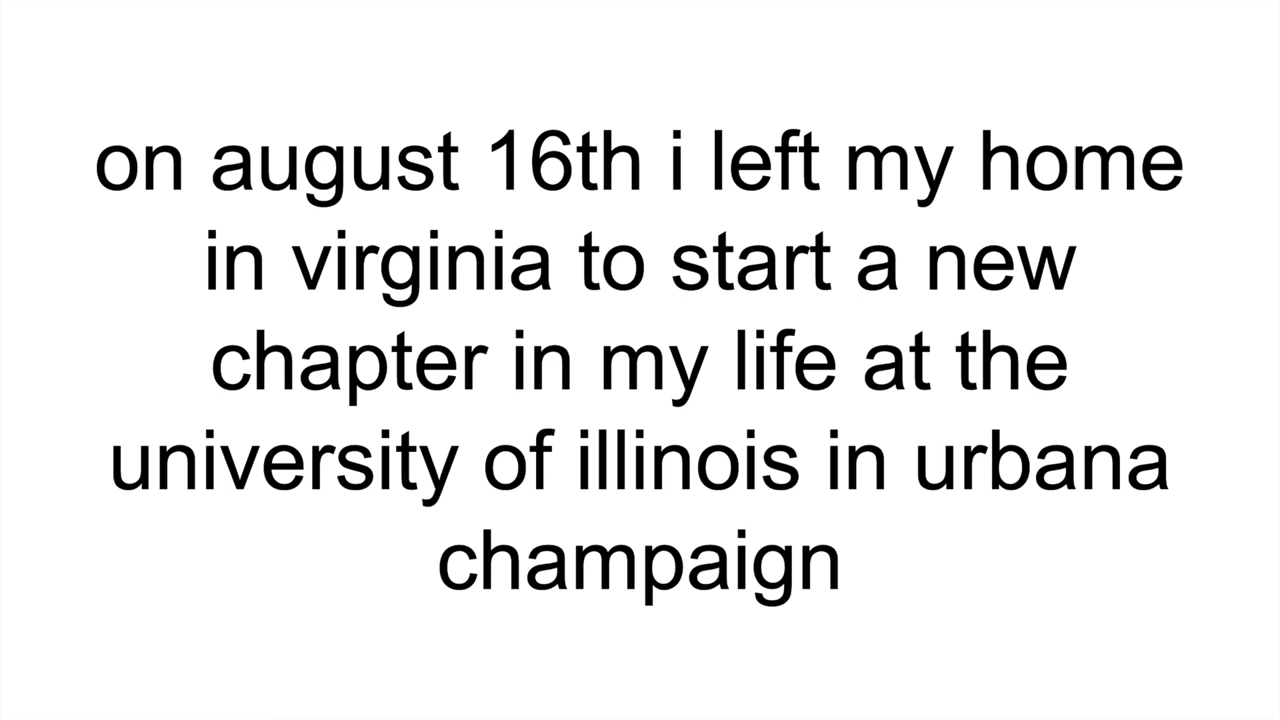 on august 16th i left my home
in virginia to start a new
chapter in my life at the
university of illinois in urbana
champaign